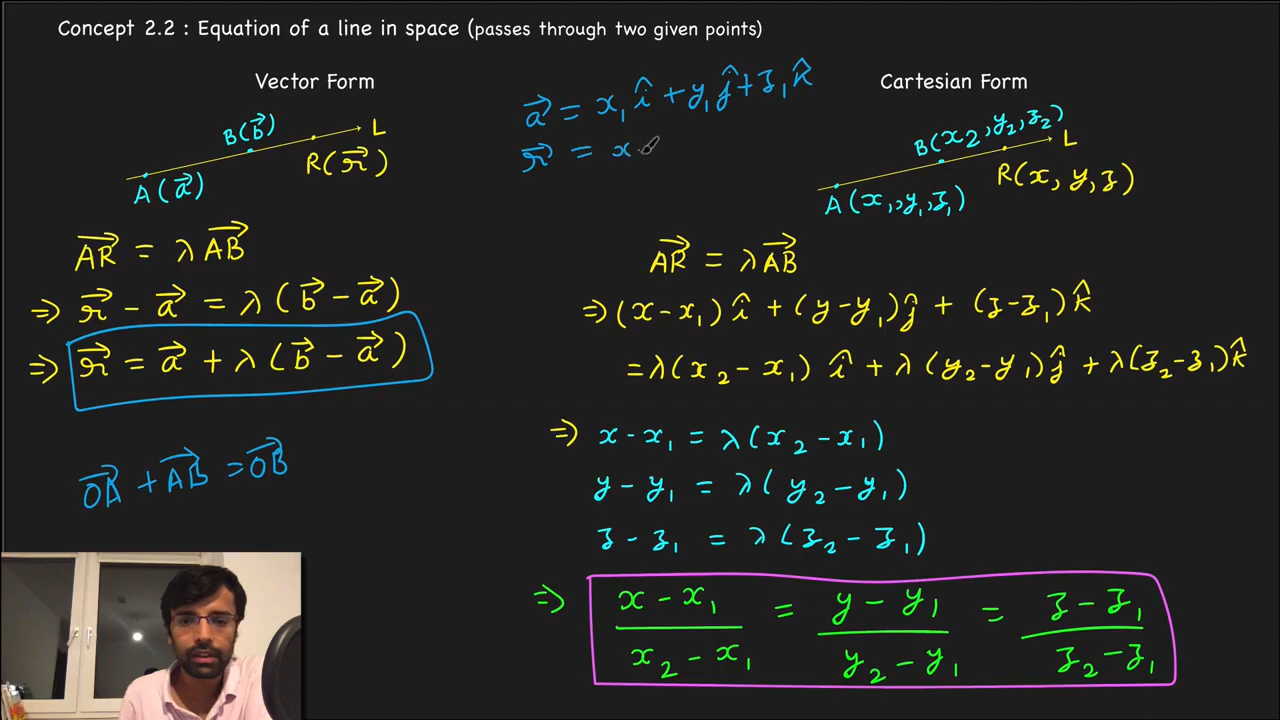 Concept 2.2 : Equation of a line in space (passes through two given points)
Vector Form
B(b⃗)
L
R(r⃗)
A(a⃗)
AR⃗ = λAB⃗
=> r⃗ - a⃗ = λ(b⃗ - a⃗)
=> r⃗ = a⃗ + λ(b⃗ - a⃗)
OA⃗ + AB⃗ = OB⃗
a⃗ = x₁î + y₁ĵ + z₁k̂
r⃗ = x
Cartesian Form
B(x₂, y₂, z₂)
L
R(x, y, z)
A(x₁, y₁, z₁)
AR⃗ = λAB⃗
=> (x - x₁)î + (y - y₁)ĵ + (z - z₁)k̂
= λ(x₂ - x₁)î + λ(y₂ - y₁)ĵ + λ(z₂ - z₁)k̂
=> x - x₁ = λ(x₂ - x₁)
y - y₁ = λ(y₂ - y₁)
z - z₁ = λ(z₂ - z₁)
=> (x - x₁)/(x₂ - x₁) = (y - y₁)/(y₂ - y₁) = (z - z₁)/(z₂ - z₁)